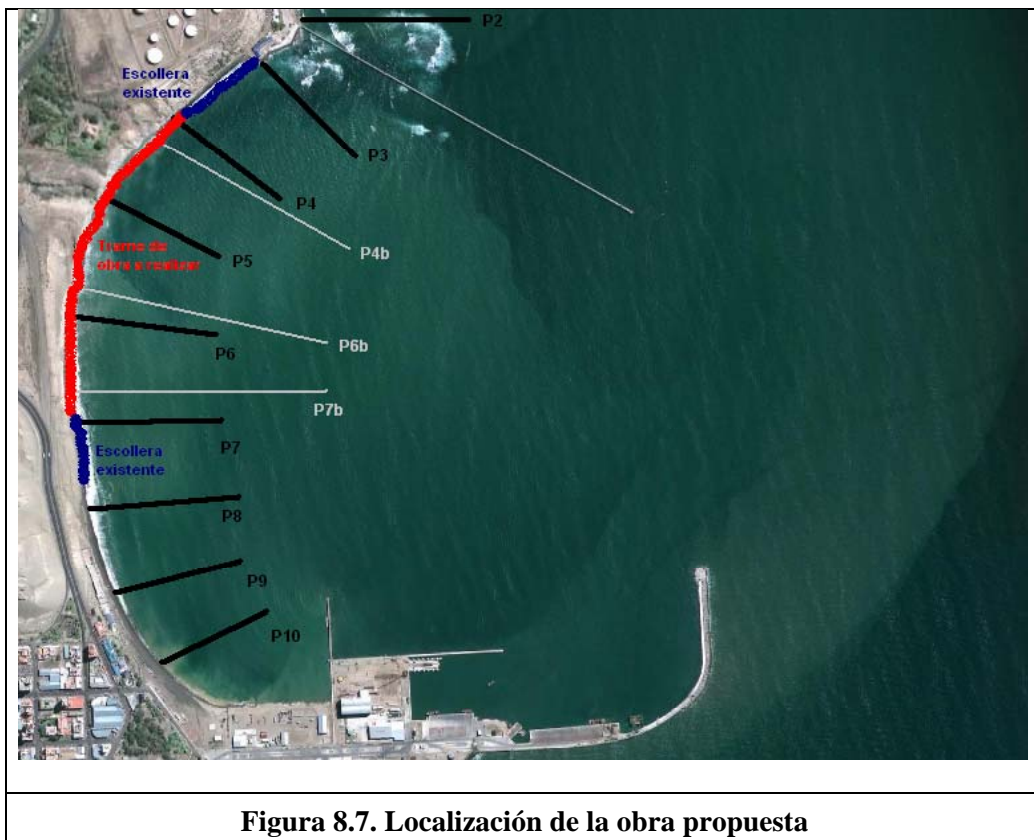 P2
Escollera
existente
P3
P4
P4b
P5
Tramo de
obra a realizar
P6b
P6
P7b
P7
Escollera
existente
P8
P9
P10
Figura 8.7. Localización de la obra propuesta